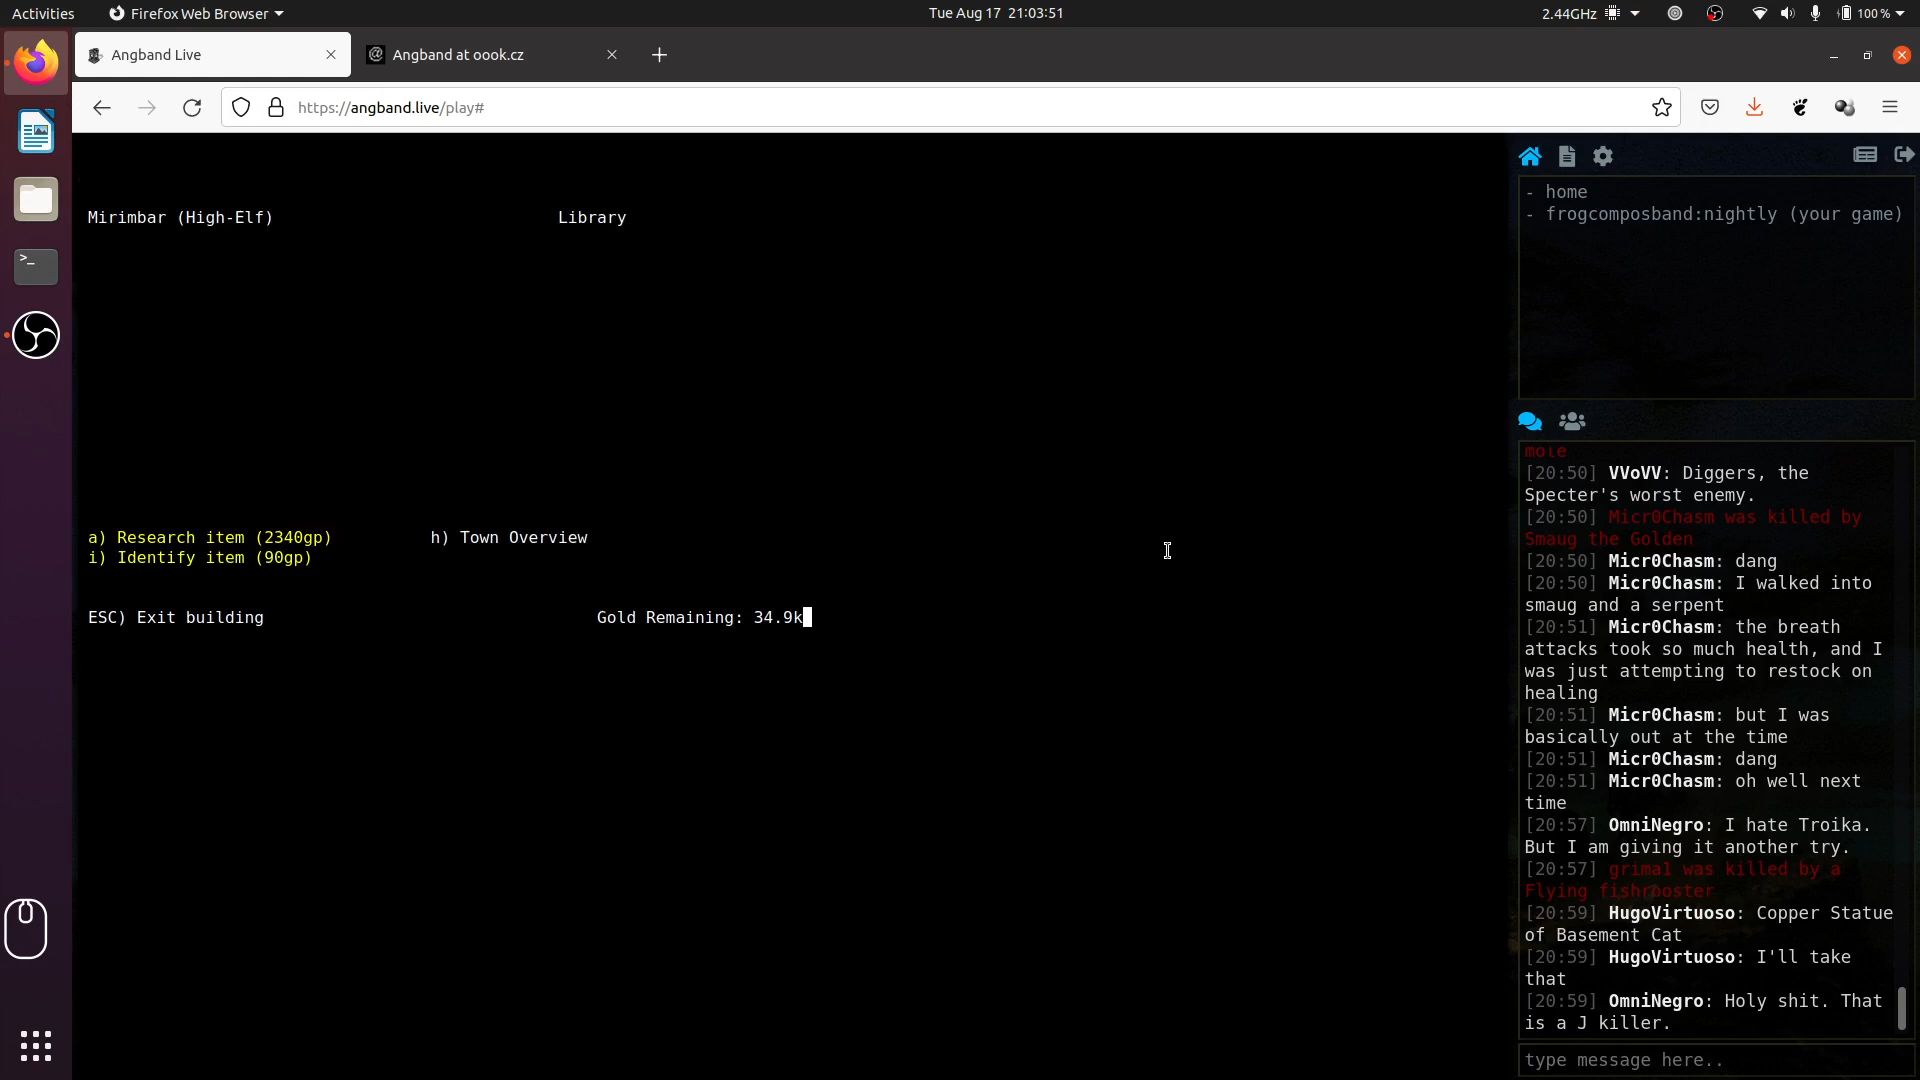 Activities Firefox Web Browser Tue Aug 17 21:03:51 2.44GHz 100 %
Angband Live Angband at oook.cz
https://angband.live/play#
Mirimbar (High-Elf) Library
a) Research item (2340gp) h) Town Overview
i) Identify item (90gp)
ESC) Exit building Gold Remaining: 34.9k
- home
- frogcomposband:nightly (your game)
mote
[20:50] VVoVV: Diggers, the
Specter's worst enemy.
[20:50] Micr0Chasm was killed by
Smaug the Golden
[20:50] Micr0Chasm: dang
[20:50] Micr0Chasm: I walked into
smaug and a serpent
[20:51] Micr0Chasm: the breath
attacks took so much health, and I
was just attempting to restock on
healing
[20:51] Micr0Chasm: but I was
basically out at the time
[20:51] Micr0Chasm: dang
[20:51] Micr0Chasm: oh well next
time
[20:57] OmniNegro: I hate Troika.
But I am giving it another try.
[20:57] grima1 was killed by a
Flying fishrooster
[20:59] HugoVirtuoso: Copper Statue
of Basement Cat
[20:59] HugoVirtuoso: I'll take
that
[20:59] OmniNegro: Holy shit. That
is a J killer.
type message here..